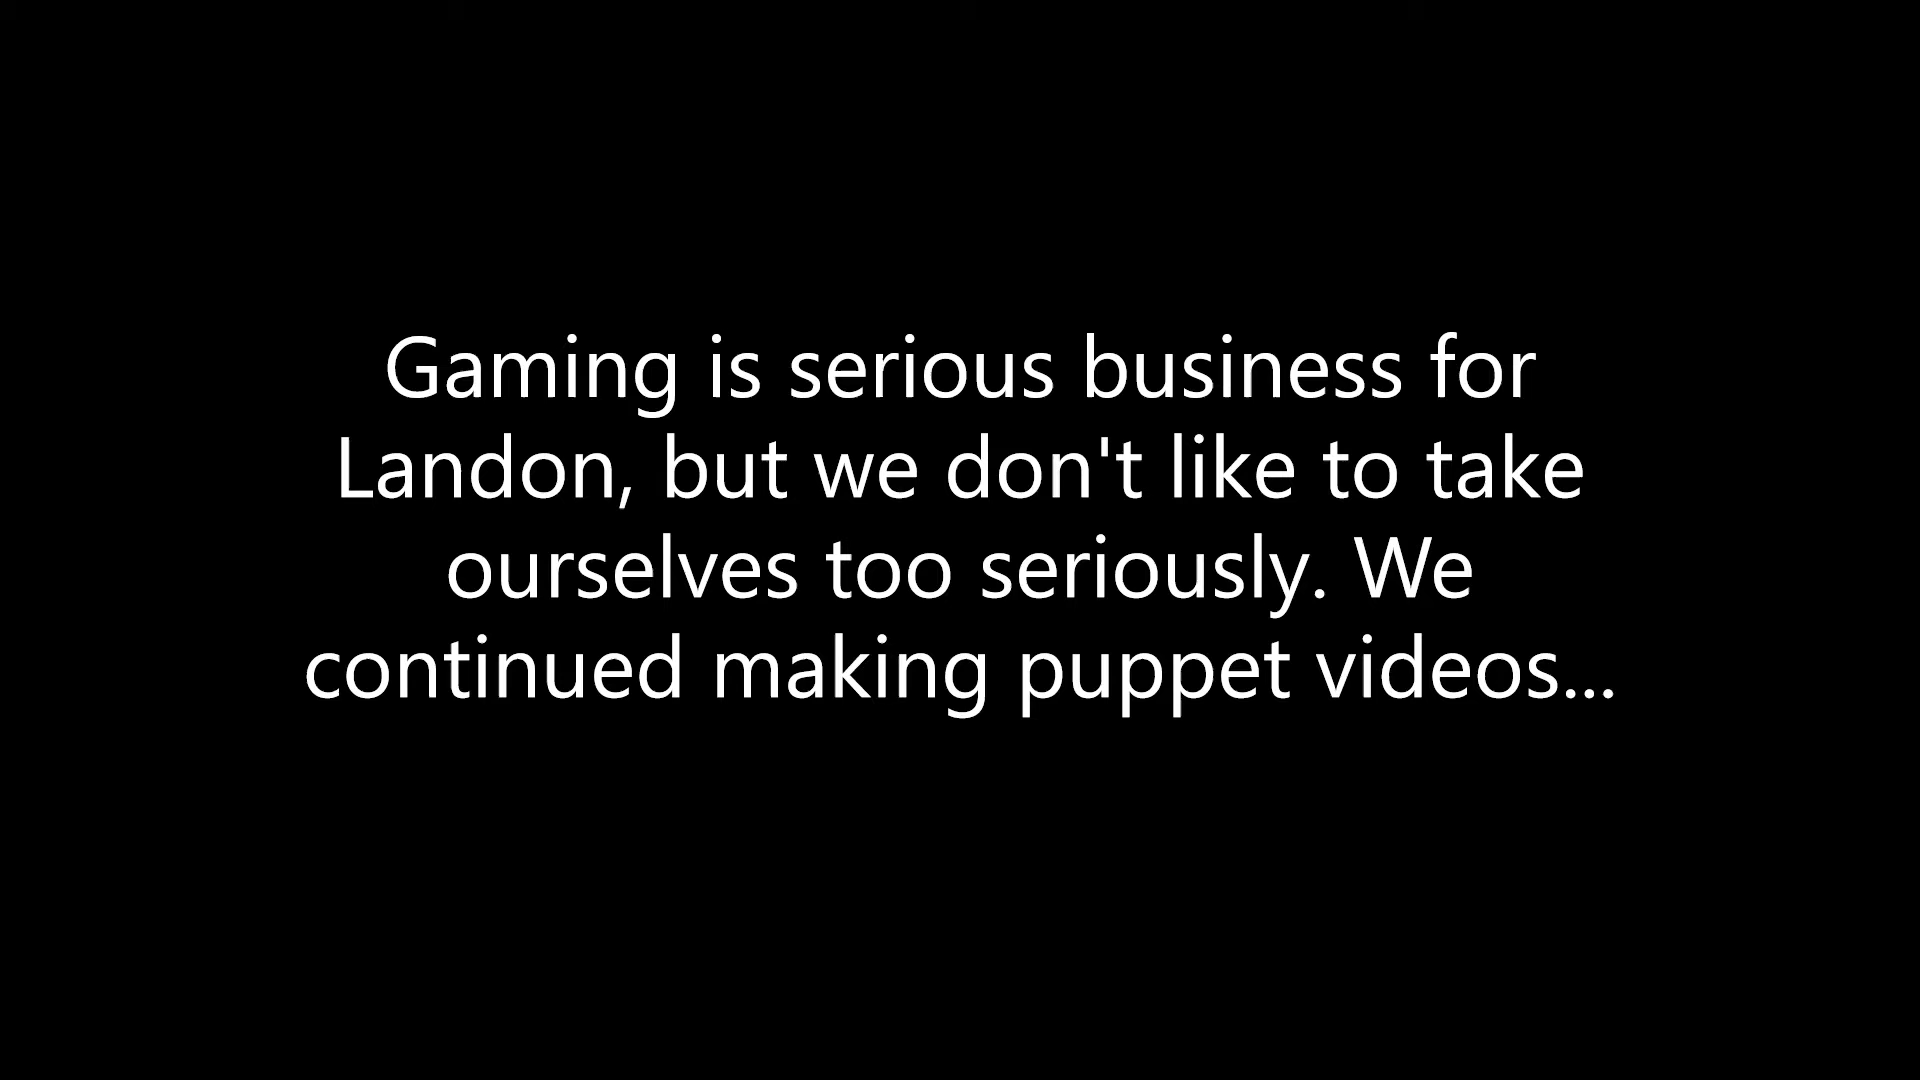 Gaming is serious business for
Landon, but we don't like to take
ourselves too seriously. We
continued making puppet videos...